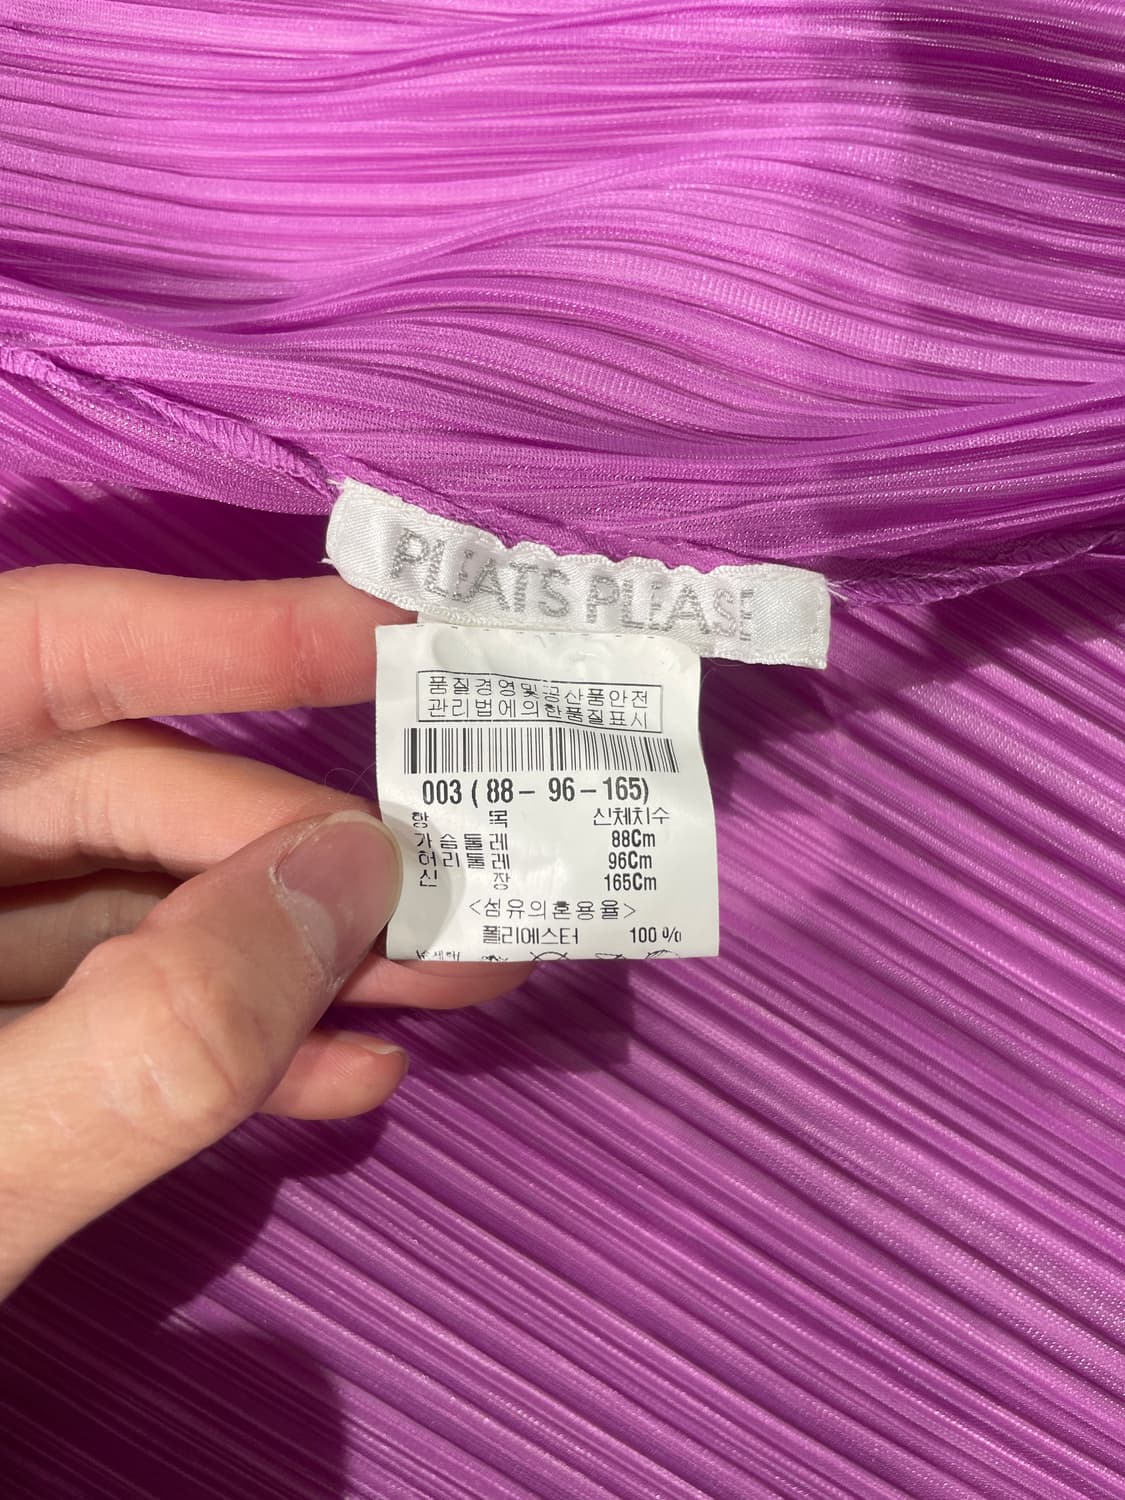 PLEATS PLEASE
품질경영및공산품안전
관리법에의한품질표시
003 ( 88 - 96 - 165)
항 목 신체치수
가슴둘레 88Cm
허리둘레 96Cm
신 장 165Cm
<섬유의혼용율>
폴리에스터 100 %